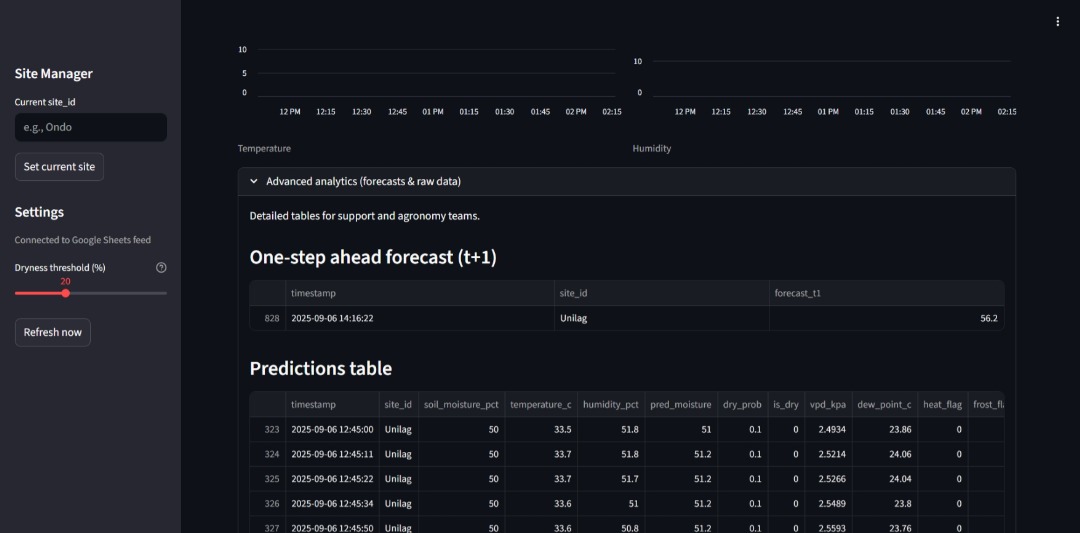 Site Manager
Current site_id
e.g., Ondo
Set current site
Settings
Connected to Google Sheets feed
Dryness threshold (%)
20
Refresh now
10
5
0
12 PM 12:15 12:30 12:45 01 PM 01:15 01:30 01:45 02 PM 02:15
Temperature
10
0
12 PM 12:15 12:30 12:45 01 PM 01:15 01:30 01:45 02 PM 02:15
Humidity
Advanced analytics (forecasts & raw data)
Detailed tables for support and agronomy teams.
One-step ahead forecast (t+1)
timestamp site_id forecast_t1
828 2025-09-06 14:16:22 Unilag 56.2
Predictions table
timestamp site_id soil_moisture_pct temperature_c humidity_pct pred_moisture dry_prob is_dry vpd_kpa dew_point_c heat_flag frost_fl
323 2025-09-06 12:45:00 Unilag 50 33.5 51.8 51 0.1 0 2.4934 23.86 0
324 2025-09-06 12:45:11 Unilag 50 33.7 51.8 51.2 0.1 0 2.5214 24.06 0
325 2025-09-06 12:45:22 Unilag 50 33.7 51.7 51.2 0.1 0 2.5266 24.04 0
326 2025-09-06 12:45:34 Unilag 50 33.6 51 51.2 0.1 0 2.5489 23.8 0
327 2025-09-06 12:45:50 Unilag 50 33.6 50.8 51.2 0.1 0 2.5593 23.76 0